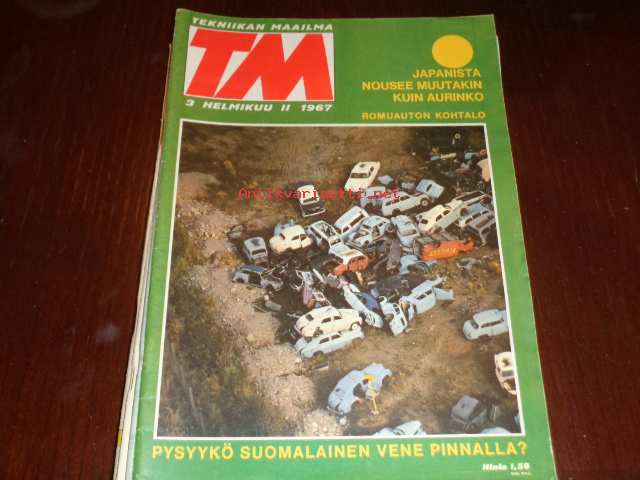 TEKNIIKAN MAAILMA
TM
3 HELMIKUU II 1967
JAPANISTA
NOUSEE MUUTAKIN
KUIN AURINKO
ROMUAUTON KOHTALO
Antikvariaatti.net
PYSYYKÖ SUOMALAINEN VENE PINNALLA?
Hinta 1,50